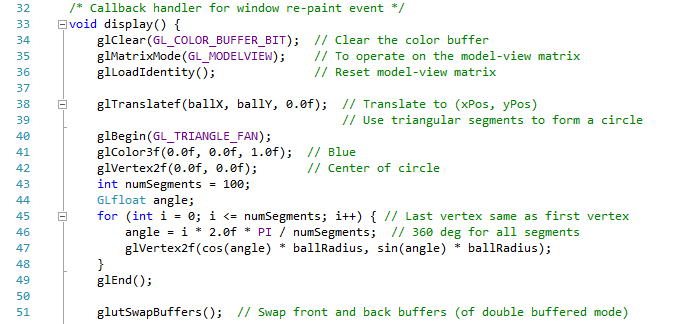 32 /* Callback handler for window re-paint event */
33 void display() {
34 glClear(GL_COLOR_BUFFER_BIT); // Clear the color buffer
35 glMatrixMode(GL_MODELVIEW); // To operate on the model-view matrix
36 glLoadIdentity(); // Reset model-view matrix
37
38 glTranslatef(ballX, ballY, 0.0f); // Translate to (xPos, yPos)
39 // Use triangular segments to form a circle
40 glBegin(GL_TRIANGLE_FAN);
41 glColor3f(0.0f, 0.0f, 1.0f); // Blue
42 glVertex2f(0.0f, 0.0f); // Center of circle
43 int numSegments = 100;
44 GLfloat angle;
45 for (int i = 0; i <= numSegments; i++) { // Last vertex same as first vertex
46 angle = i * 2.0f * PI / numSegments; // 360 deg for all segments
47 glVertex2f(cos(angle) * ballRadius, sin(angle) * ballRadius);
48 }
49 glEnd();
50
51 glutSwapBuffers(); // Swap front and back buffers (of double buffered mode)